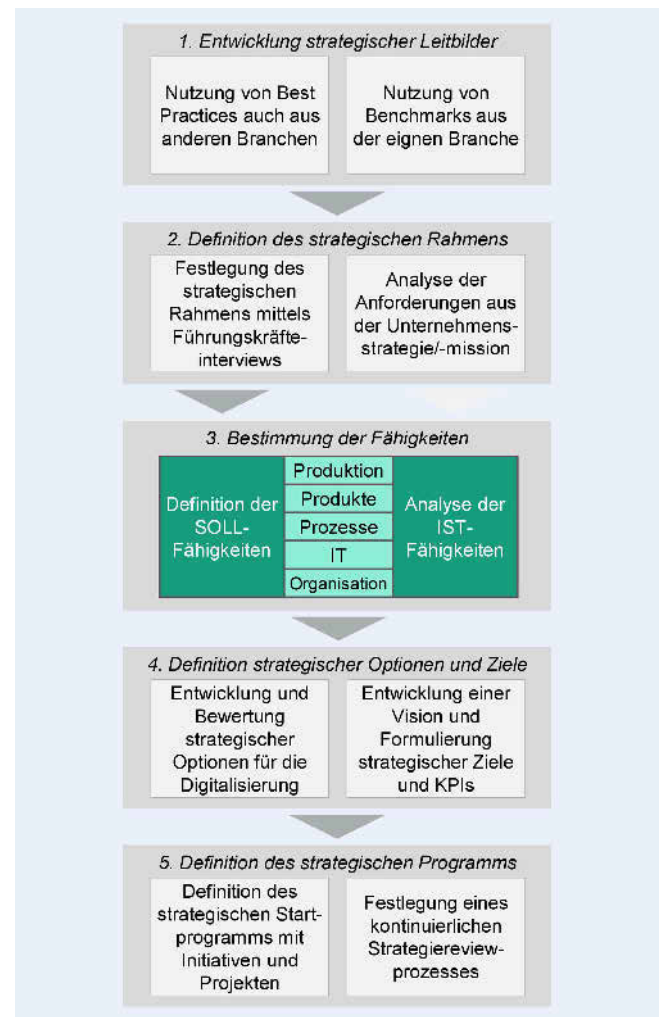 1. Entwicklung strategischer Leitbilder
Nutzung von Best
Practices auch aus
anderen Branchen
Nutzung von
Benchmarks aus
der eignen Branche
2. Definition des strategischen Rahmens
Festlegung des
strategischen
Rahmens mittels
Führungskräfte-
interviews
Analyse der
Anforderungen aus
der Unternehmens-
strategie/-mission
3. Bestimmung der Fähigkeiten
Definition der
SOLL-
Fähigkeiten
Produktion
Produkte
Prozesse
IT
Organisation
Analyse der
IST-
Fähigkeiten
4. Definition strategischer Optionen und Ziele
Entwicklung und
Bewertung
strategischer
Optionen für die
Digitalisierung
Entwicklung einer
Vision und
Formulierung
strategischer Ziele
und KPIs
5. Definition des strategischen Programms
Definition des
strategischen Start-
programms mit
Initiativen und
Projekten
Festlegung eines
kontinuierlichen
Strategiereview-
prozesses